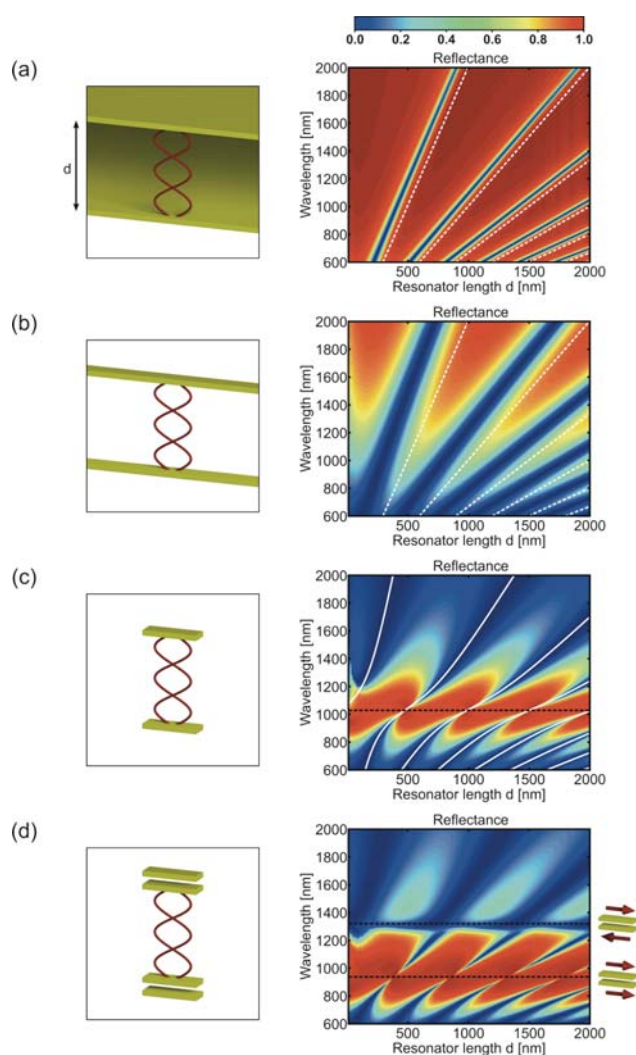 0.0 0.2 0.4 0.6 0.8 1.0
(a)
d
Reflectance
Wavelength [nm]
2000
1800
1600
1400
1200
1000
800
600
500 1000 1500 2000
Resonator length d [nm]
(b)
Reflectance
Wavelength [nm]
2000
1800
1600
1400
1200
1000
800
600
500 1000 1500 2000
Resonator length d [nm]
(c)
Reflectance
Wavelength [nm]
2000
1800
1600
1400
1200
1000
800
600
500 1000 1500 2000
Resonator length d [nm]
(d)
Reflectance
Wavelength [nm]
2000
1800
1600
1400
1200
1000
800
600
500 1000 1500 2000
Resonator length d [nm]